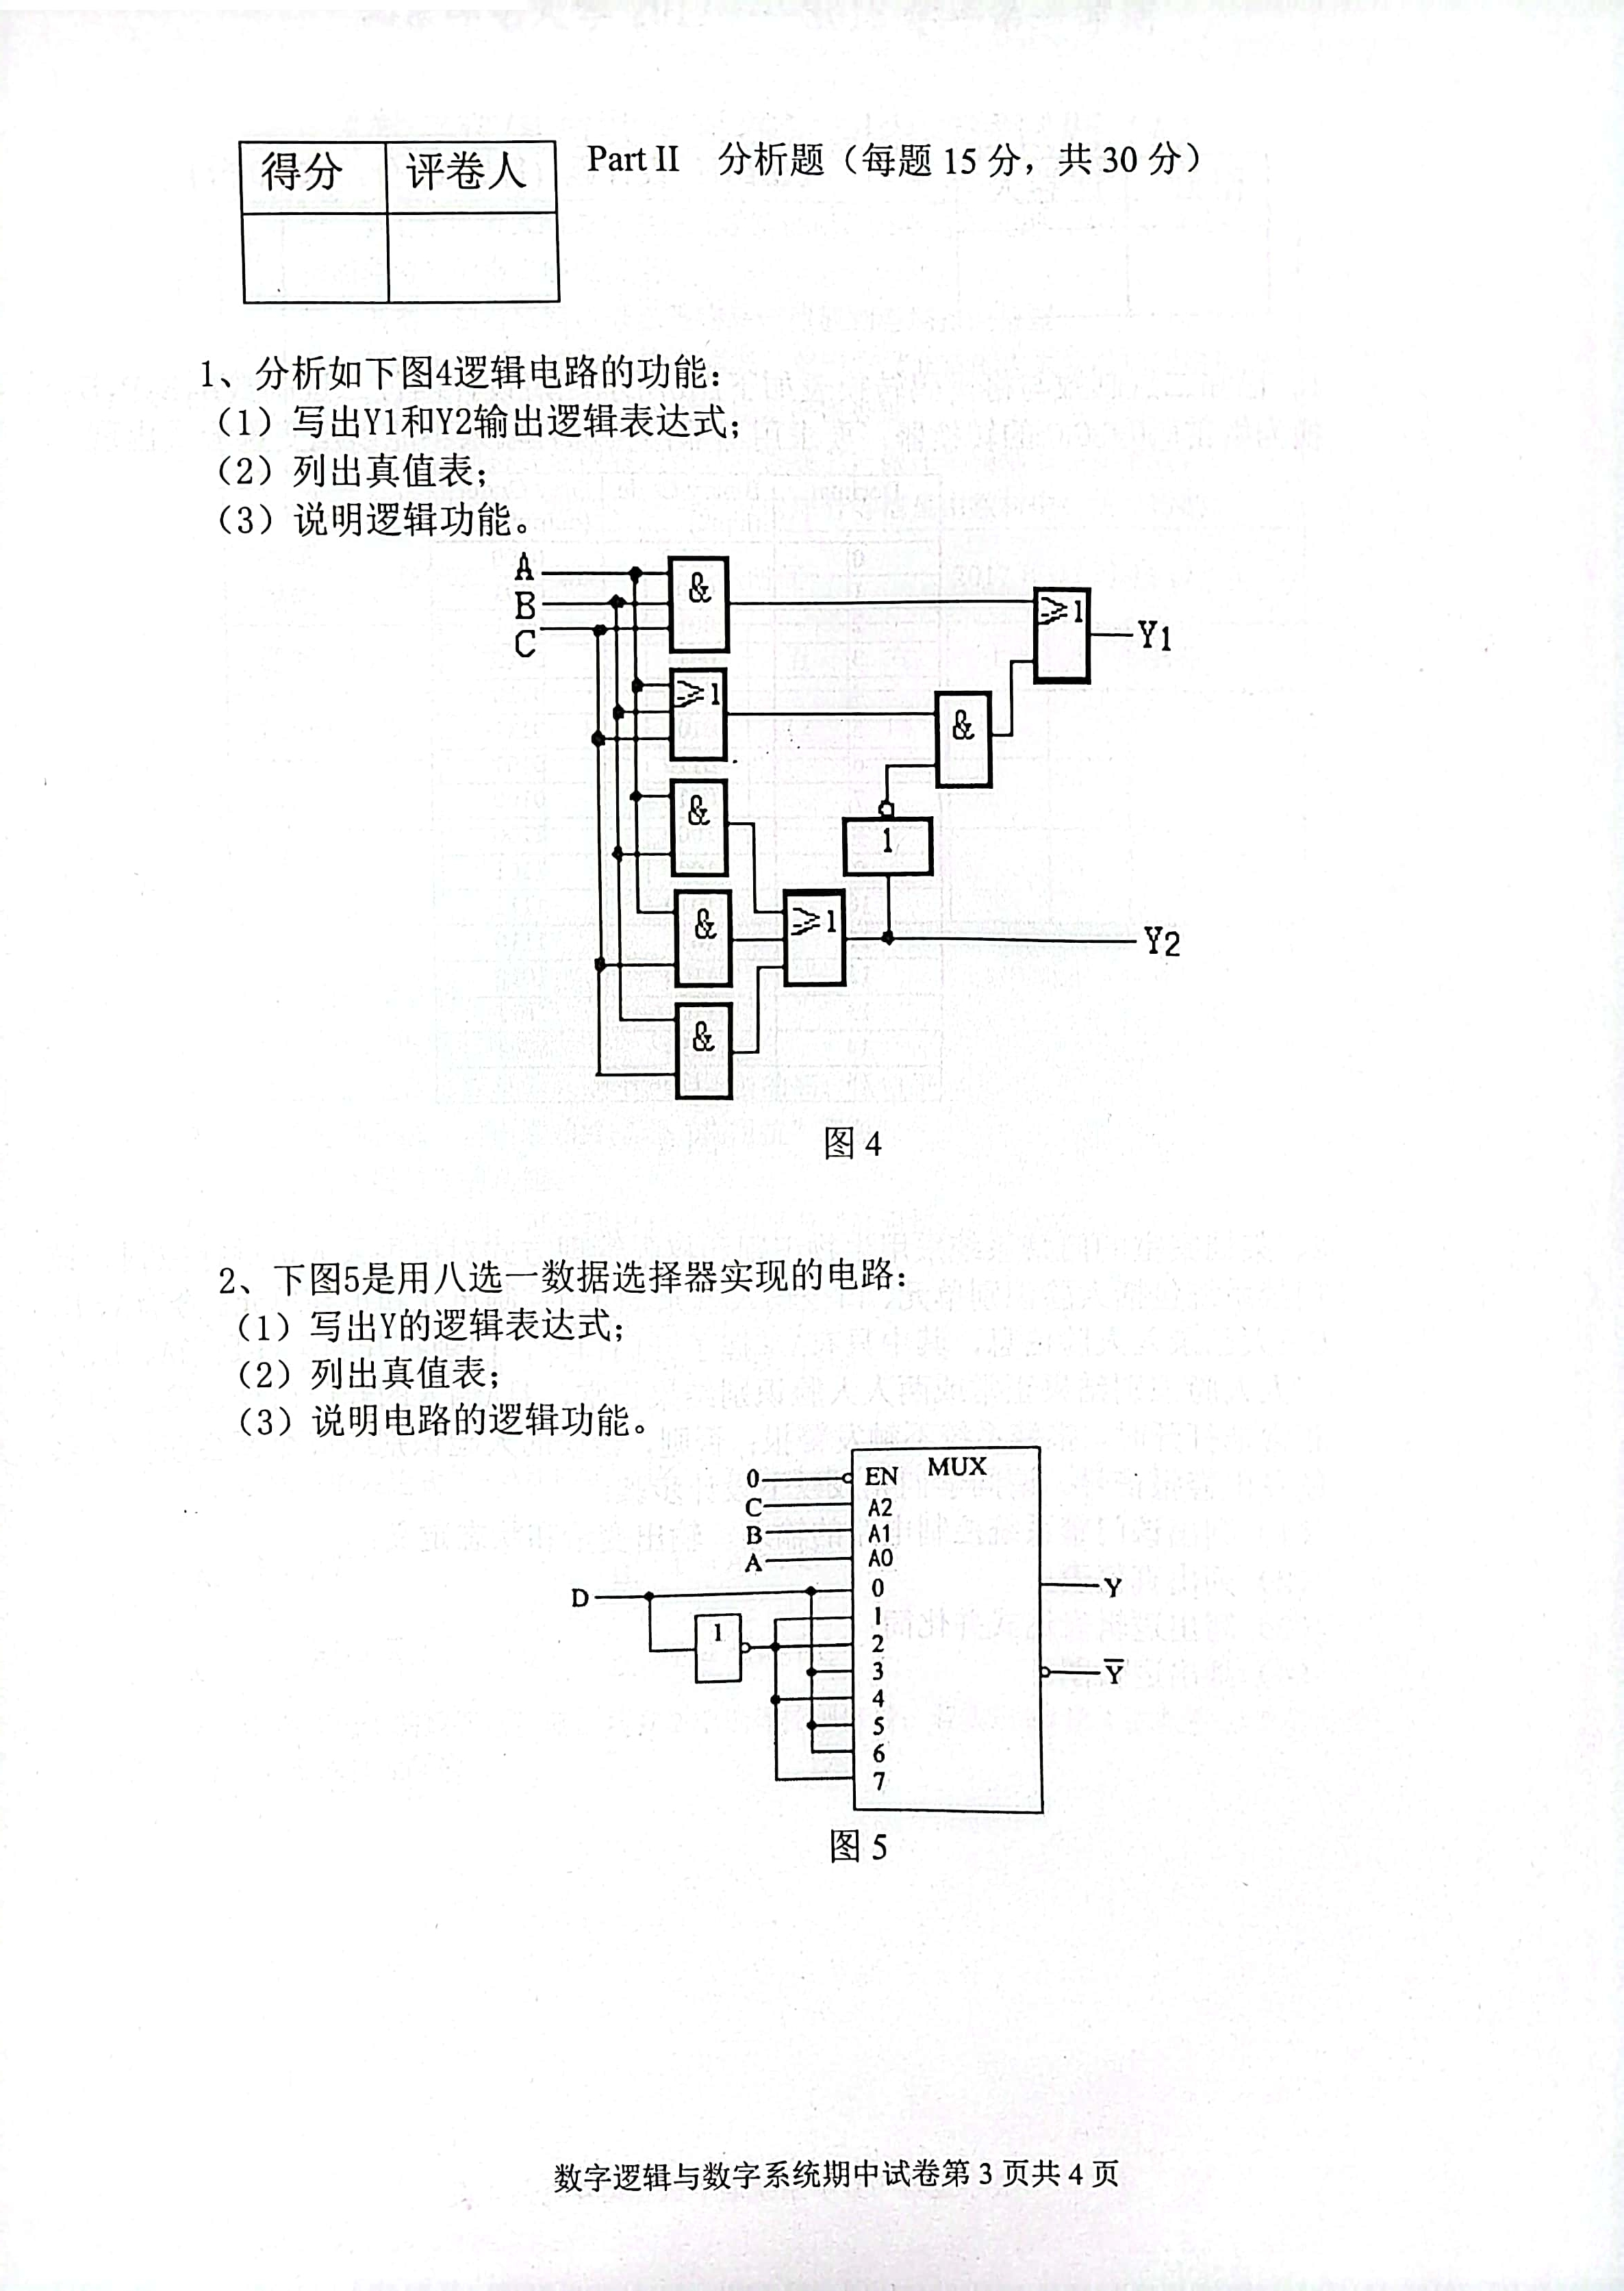 得分 评卷人 Part II 分析题（每题 15 分，共 30 分）
1、分析如下图4逻辑电路的功能：
（1）写出Y1和Y2输出逻辑表达式；
（2）列出真值表；
（3）说明逻辑功能。
A
&
B
≥1
C
Y1
≥1
&
&
1
&
≥1
Y2
&
图 4
2、下图5是用八选一数据选择器实现的电路：
（1）写出Y的逻辑表达式；
（2）列出真值表；
（3）说明电路的逻辑功能。
0 EN MUX
C A2
B A1
A A0
D 0 Y
1
1
2
3 Y̅
4
5
6
7
图 5
数字逻辑与数字系统期中试卷第 3 页共 4 页